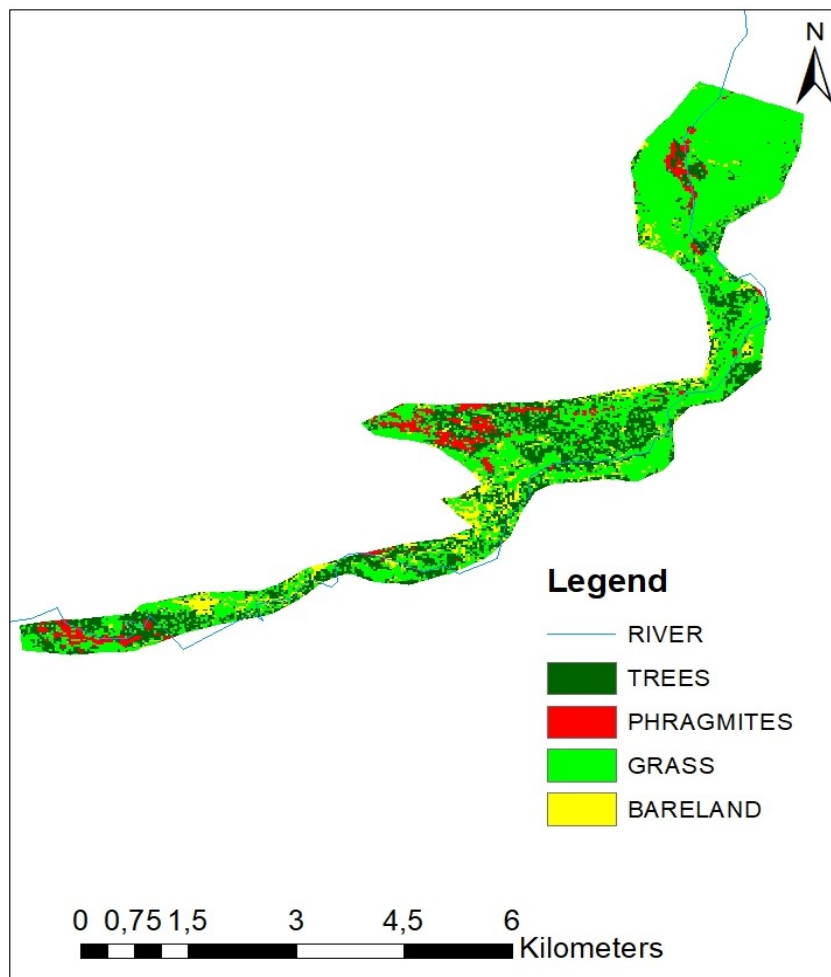 N
Legend
RIVER
TREES
PHRAGMITES
GRASS
BARELAND
0 0,75 1,5 3 4,5 6
Kilometers